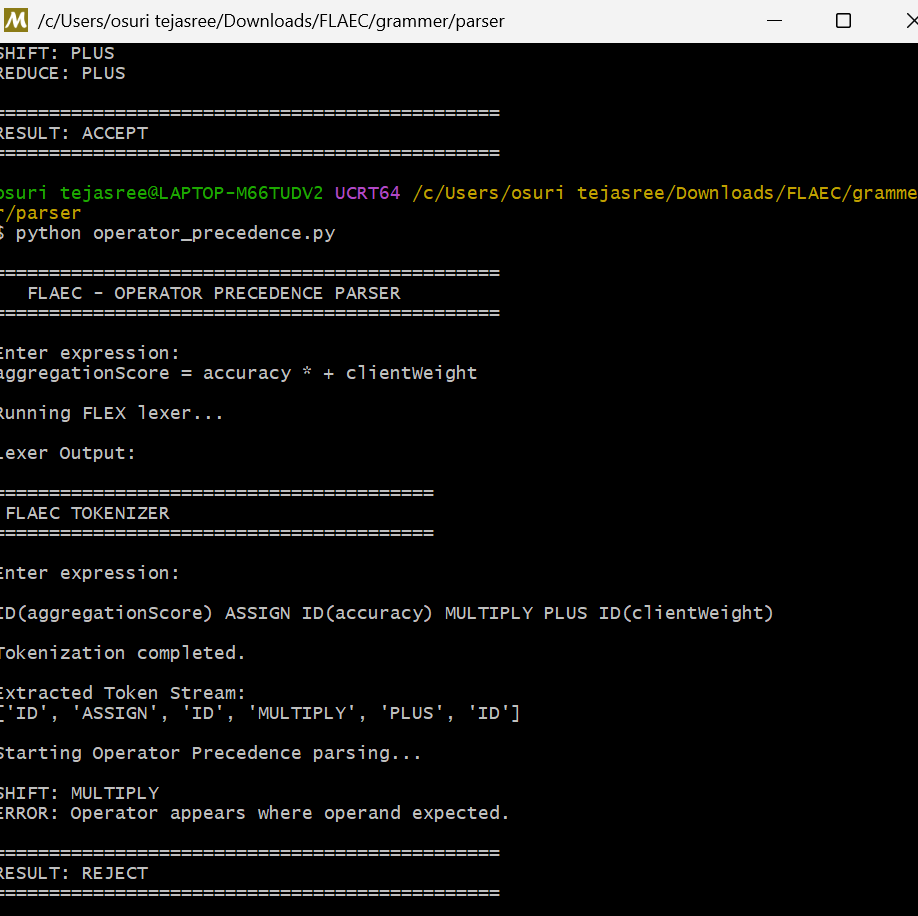 M /c/Users/osuri tejasree/Downloads/FLAEC/grammer/parser
SHIFT: PLUS
REDUCE: PLUS
==============================================
RESULT: ACCEPT
==============================================
osuri tejasree@LAPTOP-M66TUDV2 UCRT64 /c/Users/osuri tejasree/Downloads/FLAEC/gramme
r/parser
$ python operator_precedence.py
==============================================
FLAEC - OPERATOR PRECEDENCE PARSER
==============================================
Enter expression:
aggregationScore = accuracy * + clientWeight
Running FLEX lexer...
Lexer Output:
========================================
FLAEC TOKENIZER
========================================
Enter expression:
ID(aggregationScore) ASSIGN ID(accuracy) MULTIPLY PLUS ID(clientWeight)
Tokenization completed.
Extracted Token Stream:
['ID', 'ASSIGN', 'ID', 'MULTIPLY', 'PLUS', 'ID']
Starting Operator Precedence parsing...
SHIFT: MULTIPLY
ERROR: Operator appears where operand expected.
==============================================
RESULT: REJECT
==============================================